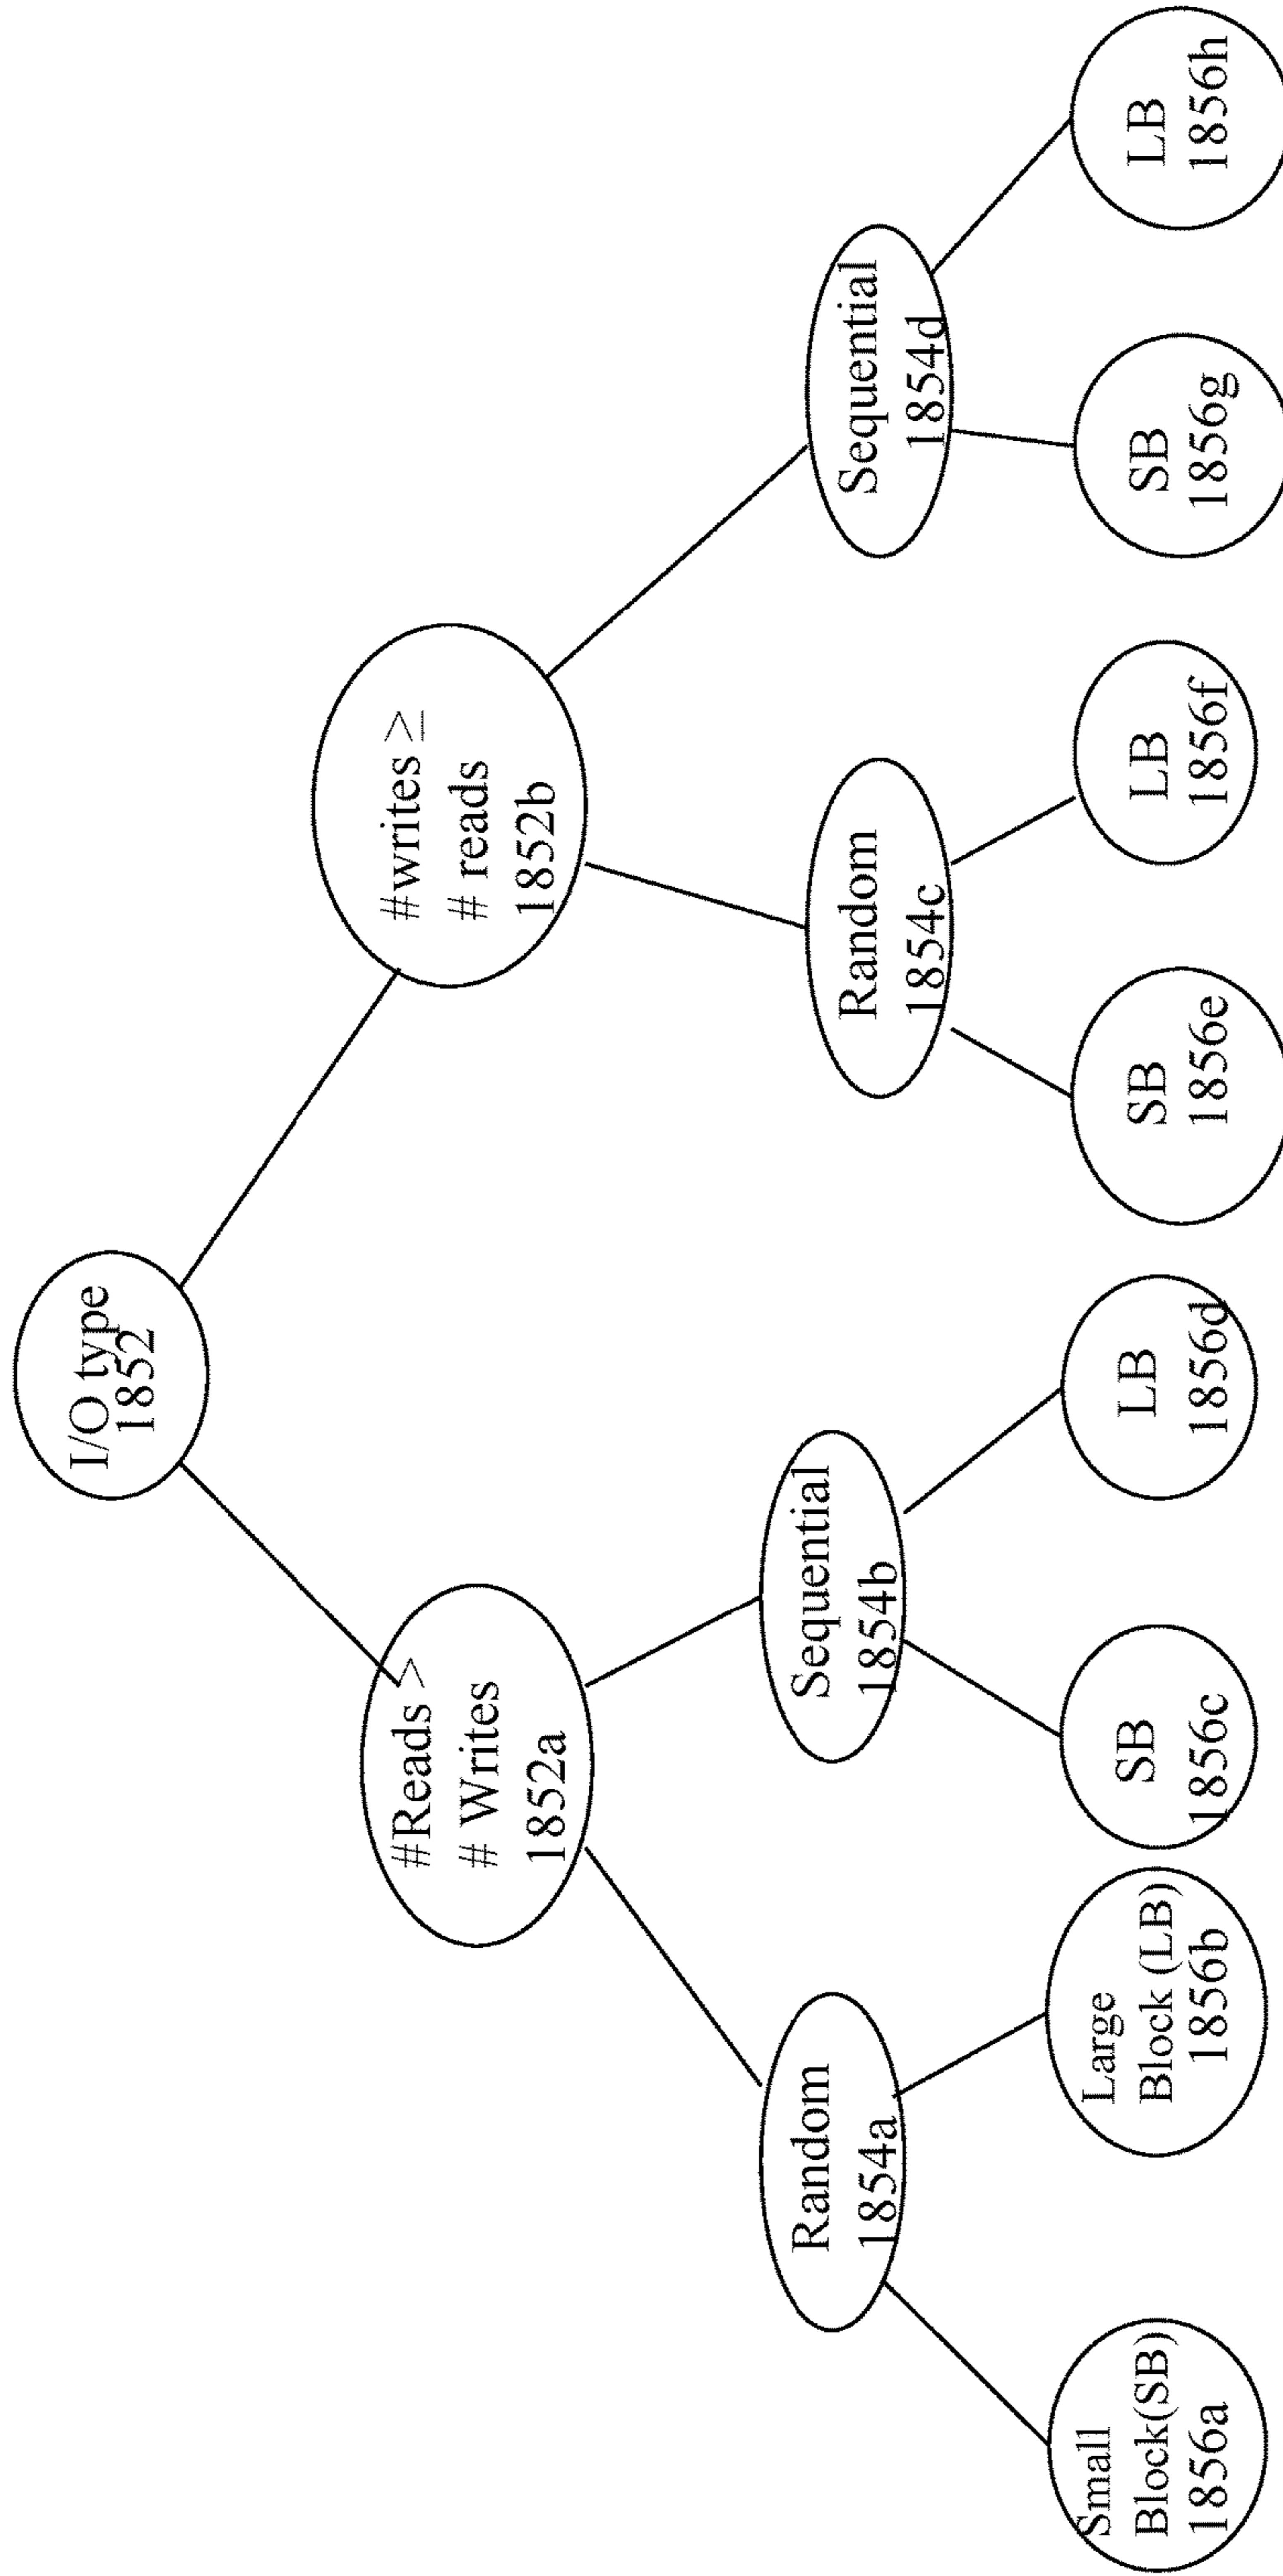 I/O type
1852
#Reads >
# Writes
1852a
#writes ≥
# reads
1852b
Random
1854a
Sequential
1854b
Random
1854c
Sequential
1854d
Small
Block(SB)
1856a
Large
Block (LB)
1856b
SB
1856c
LB
1856d
SB
1856e
LB
1856f
SB
1856g
LB
1856h